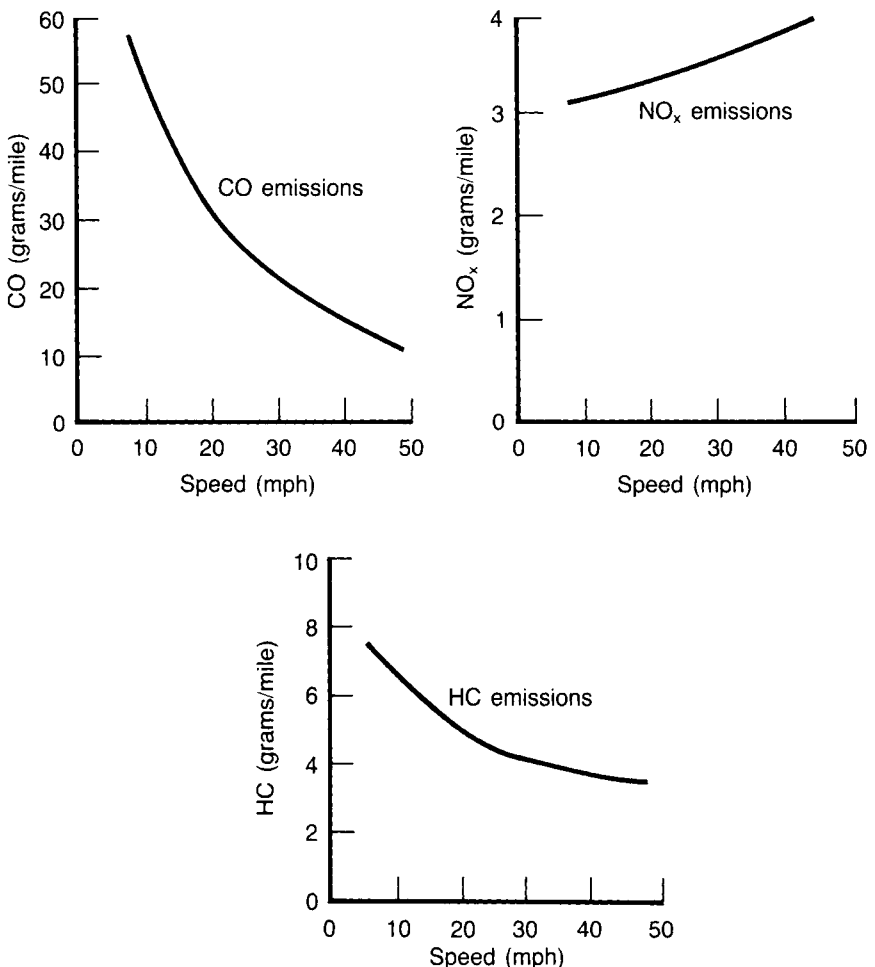 60
50
40
30
20
10
0
CO (grams/mile)
CO emissions
0 10 20 30 40 50
Speed (mph)
4
3
2
1
0
NOₓ (grams/mile)
NOₓ emissions
0 10 20 30 40 50
Speed (mph)
10
8
6
4
2
0
HC (grams/mile)
HC emissions
0 10 20 30 40 50
Speed (mph)